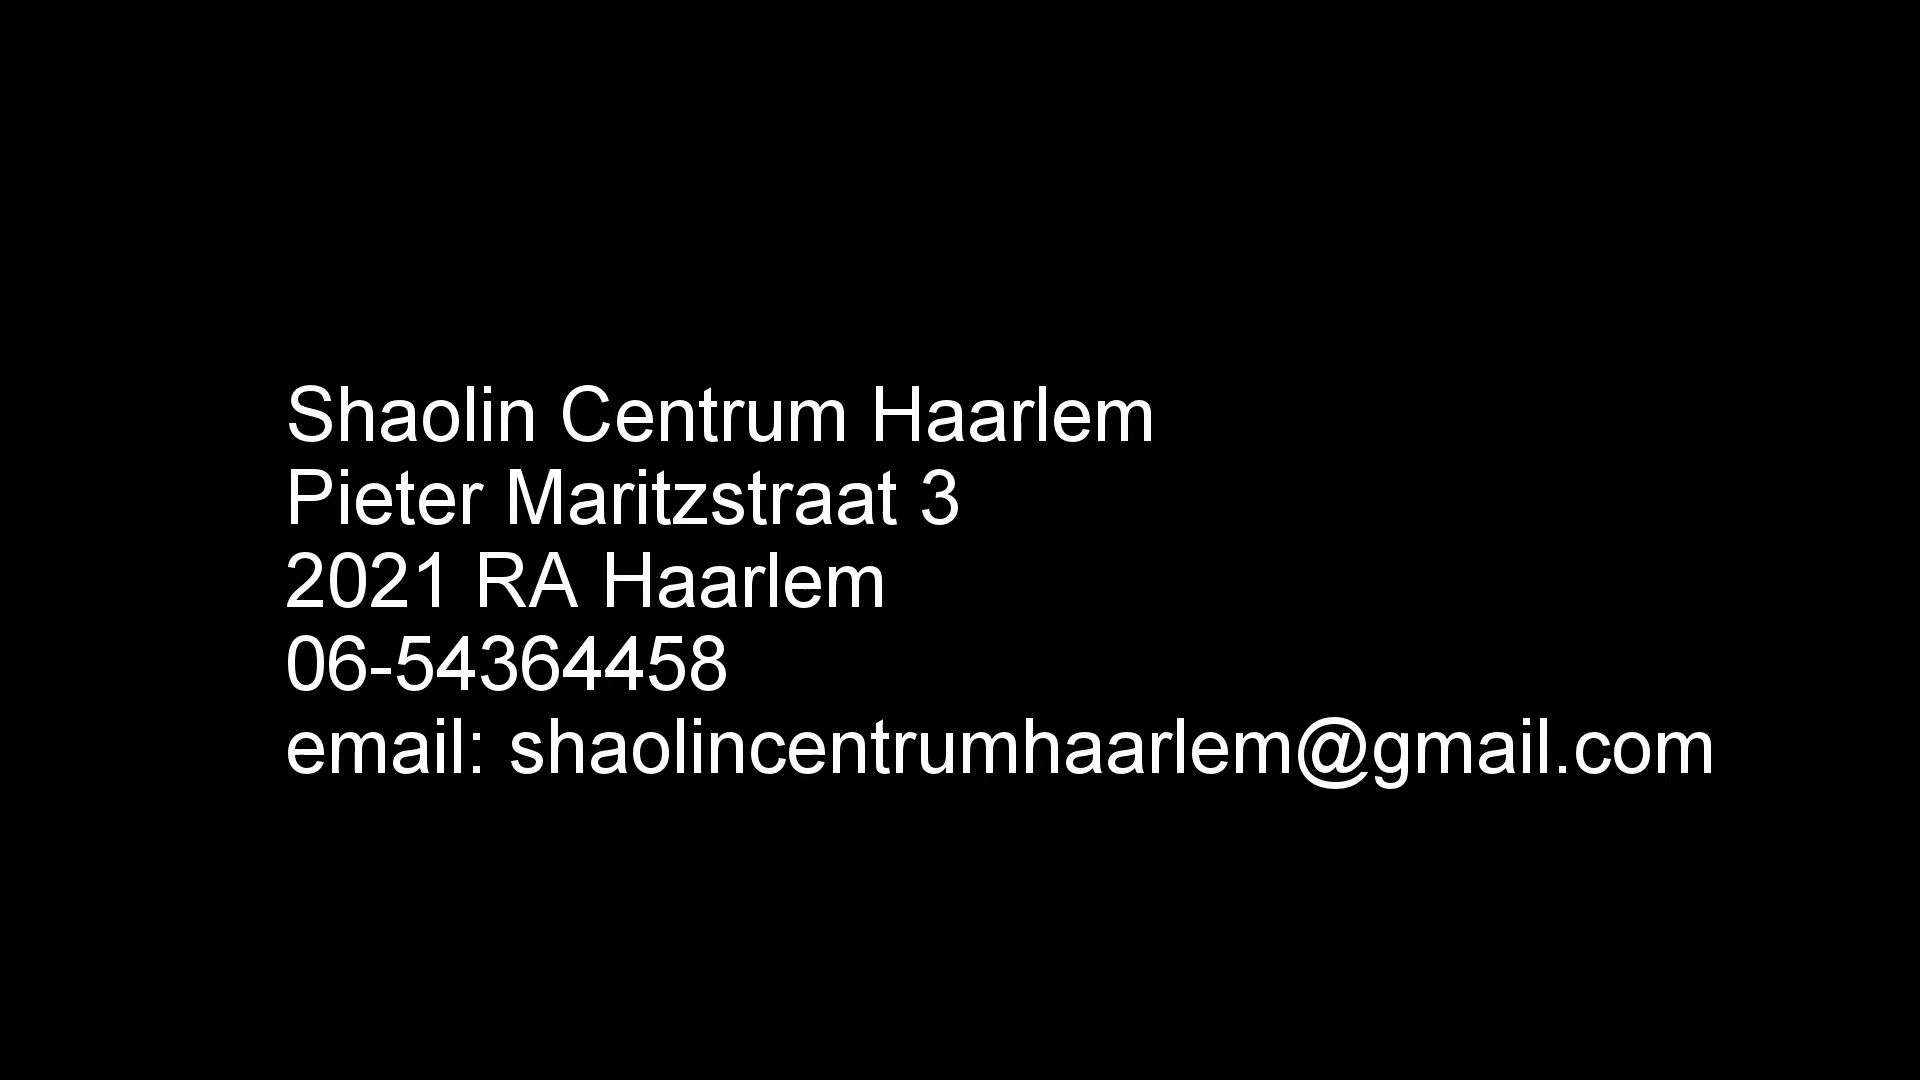 Shaolin Centrum Haarlem
Pieter Maritzstraat 3
2021 RA Haarlem
06-54364458
email: shaolincentrumhaarlem@gmail.com